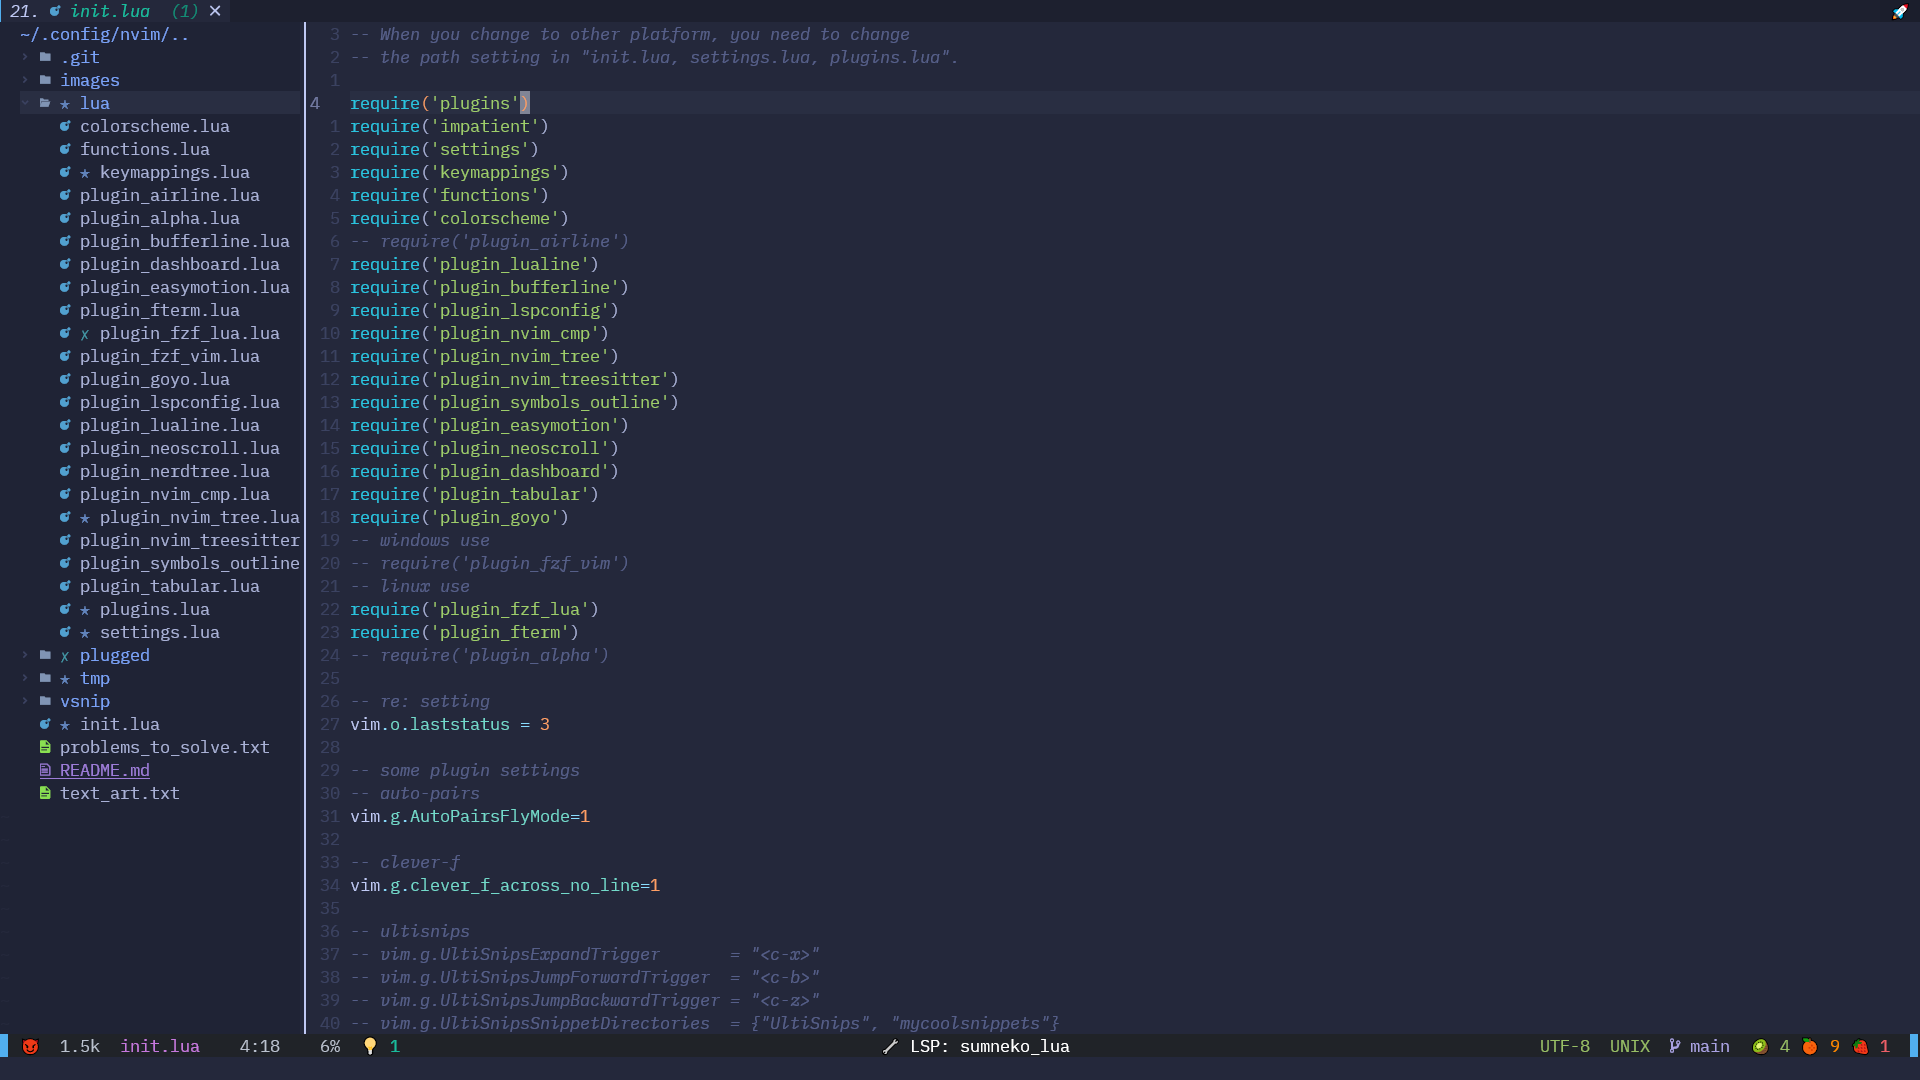 21. init.lua (1) ✕
~/.config/nvim/..
.git
images
★ lua
colorscheme.lua
functions.lua
★ keymappings.lua
plugin_airline.lua
plugin_alpha.lua
plugin_bufferline.lua
plugin_dashboard.lua
plugin_easymotion.lua
plugin_fterm.lua
✗ plugin_fzf_lua.lua
plugin_fzf_vim.lua
plugin_goyo.lua
plugin_lspconfig.lua
plugin_lualine.lua
plugin_neoscroll.lua
plugin_nerdtree.lua
plugin_nvim_cmp.lua
★ plugin_nvim_tree.lua
plugin_nvim_treesitter
plugin_symbols_outline
plugin_tabular.lua
★ plugins.lua
★ settings.lua
✗ plugged
★ tmp
vsnip
★ init.lua
problems_to_solve.txt
README.md
text_art.txt
3 -- When you change to other platform, you need to change
2 -- the path setting in "init.lua, settings.lua, plugins.lua".
1
4 require('plugins')
1 require('impatient')
2 require('settings')
3 require('keymappings')
4 require('functions')
5 require('colorscheme')
6 -- require('plugin_airline')
7 require('plugin_lualine')
8 require('plugin_bufferline')
9 require('plugin_lspconfig')
10 require('plugin_nvim_cmp')
11 require('plugin_nvim_tree')
12 require('plugin_nvim_treesitter')
13 require('plugin_symbols_outline')
14 require('plugin_easymotion')
15 require('plugin_neoscroll')
16 require('plugin_dashboard')
17 require('plugin_tabular')
18 require('plugin_goyo')
19 -- windows use
20 -- require('plugin_fzf_vim')
21 -- linux use
22 require('plugin_fzf_lua')
23 require('plugin_fterm')
24 -- require('plugin_alpha')
25
26 -- re: setting
27 vim.o.laststatus = 3
28
29 -- some plugin settings
30 -- auto-pairs
31 vim.g.AutoPairsFlyMode=1
32
33 -- clever-f
34 vim.g.clever_f_across_no_line=1
35
36 -- ultisnips
37 -- vim.g.UltiSnipsExpandTrigger       = "<c-x>"
38 -- vim.g.UltiSnipsJumpForwardTrigger  = "<c-b>"
39 -- vim.g.UltiSnipsJumpBackwardTrigger = "<c-z>"
40 -- vim.g.UltiSnipsSnippetDirectories  = {"UltiSnips", "mycoolsnippets"}
1.5k init.lua 4:18 6% 1 LSP: sumneko_lua UTF-8 UNIX main 4 9 1